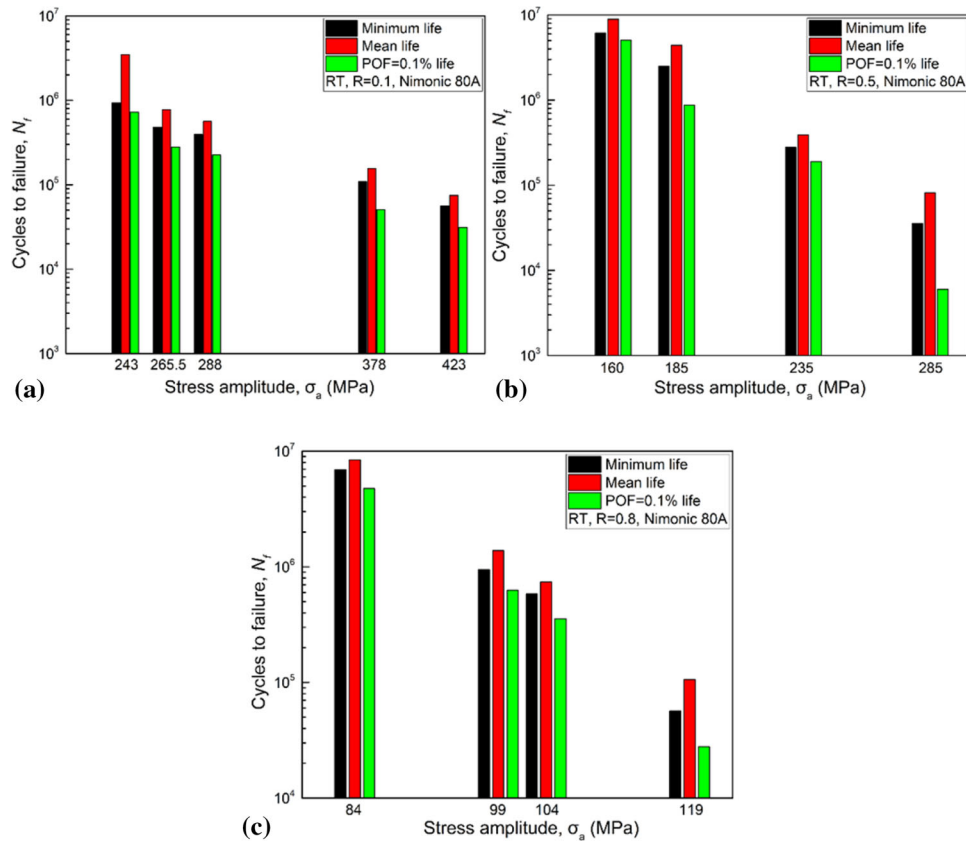 10^7
10^6
10^5
10^4
10^3
Cycles to failure, N_f
Minimum life
Mean life
POF=0.1% life
RT, R=0.1, Nimonic 80A
243 265.5 288 378 423
Stress amplitude, σ_a (MPa)
(a)
10^7
10^6
10^5
10^4
10^3
Cycles to failure, N_f
Minimum life
Mean life
POF=0.1% life
RT, R=0.5, Nimonic 80A
160 185 235 285
Stress amplitude, σ_a (MPa)
(b)
10^7
10^6
10^5
10^4
Cycles to failure, N_f
Minimum life
Mean life
POF=0.1% life
RT, R=0.8, Nimonic 80A
84 99 104 119
Stress amplitude, σ_a (MPa)
(c)